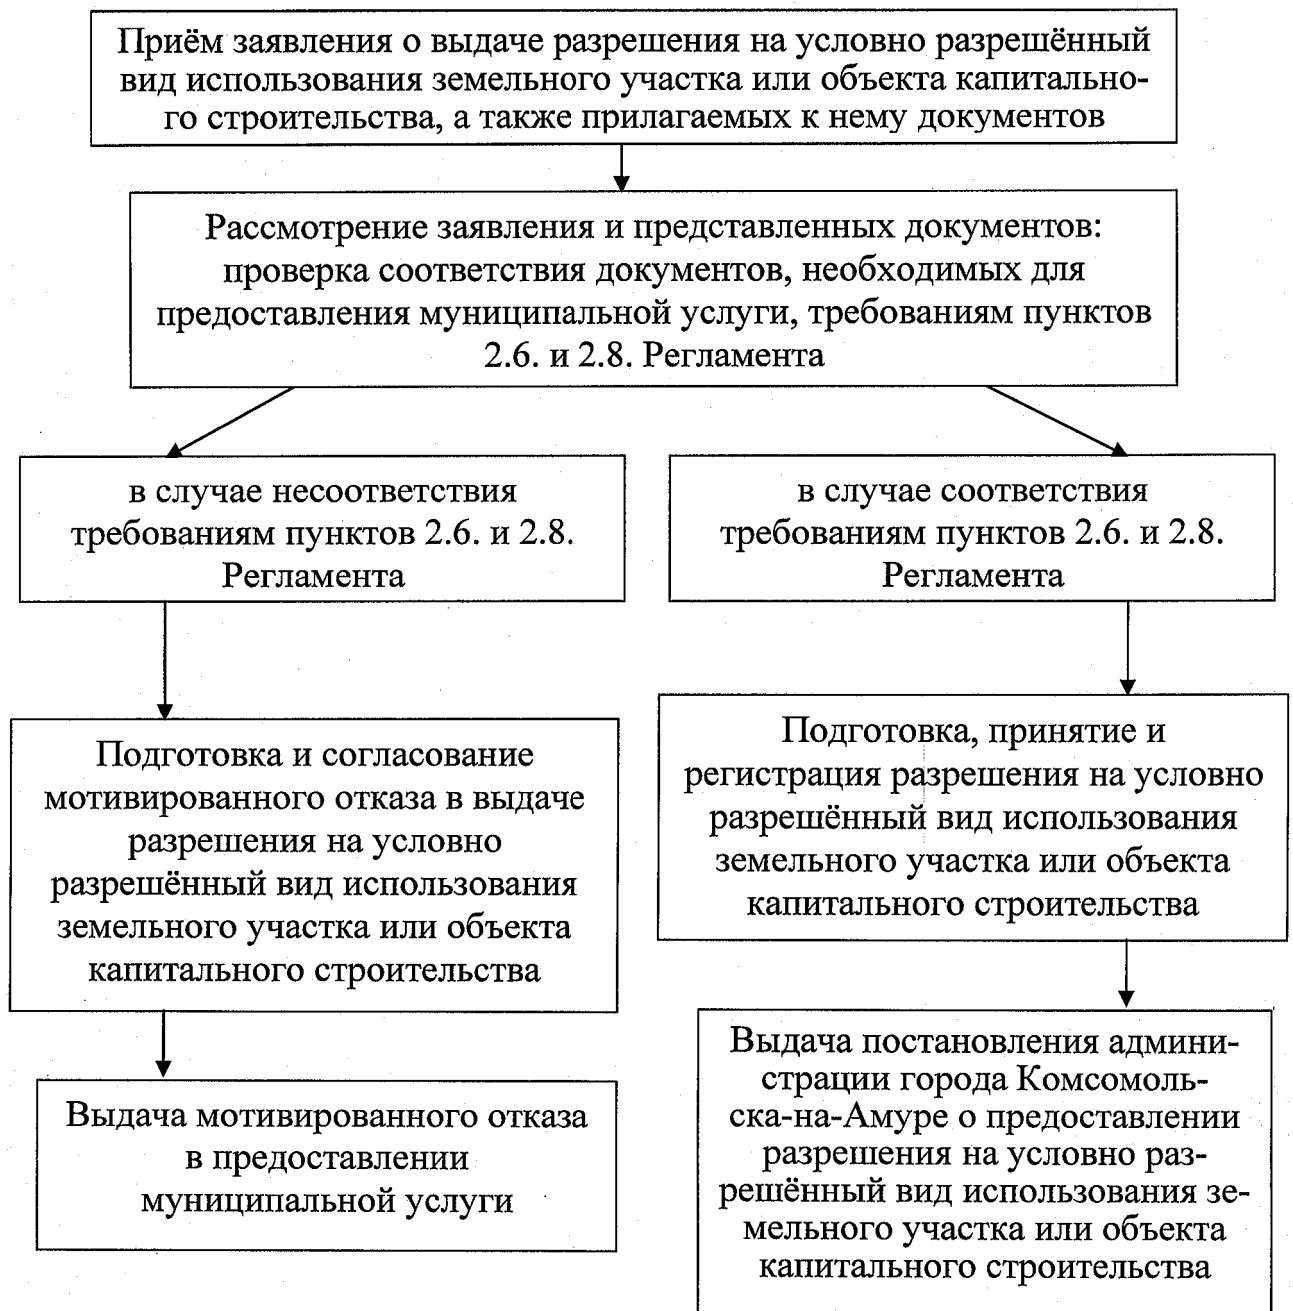 Приём заявления о выдаче разрешения на условно разрешённый
вид использования земельного участка или объекта капитально-
го строительства, а также прилагаемых к нему документов
Рассмотрение заявления и представленных документов:
проверка соответствия документов, необходимых для
предоставления муниципальной услуги, требованиям пунктов
2.6. и 2.8. Регламента
в случае несоответствия
требованиям пунктов 2.6. и 2.8.
Регламента
в случае соответствия
требованиям пунктов 2.6. и 2.8.
Регламента
Подготовка и согласование
мотивированного отказа в выдаче
разрешения на условно
разрешённый вид использования
земельного участка или объекта
капитального строительства
Подготовка, принятие и
регистрация разрешения на условно
разрешённый вид использования
земельного участка или объекта
капитального строительства
Выдача мотивированного отказа
в предоставлении
муниципальной услуги
Выдача постановления админи-
страции города Комсомоль-
ска-на-Амуре о предоставлении
разрешения на условно раз-
решённый вид использования зе-
мельного участка или объекта
капитального строительства